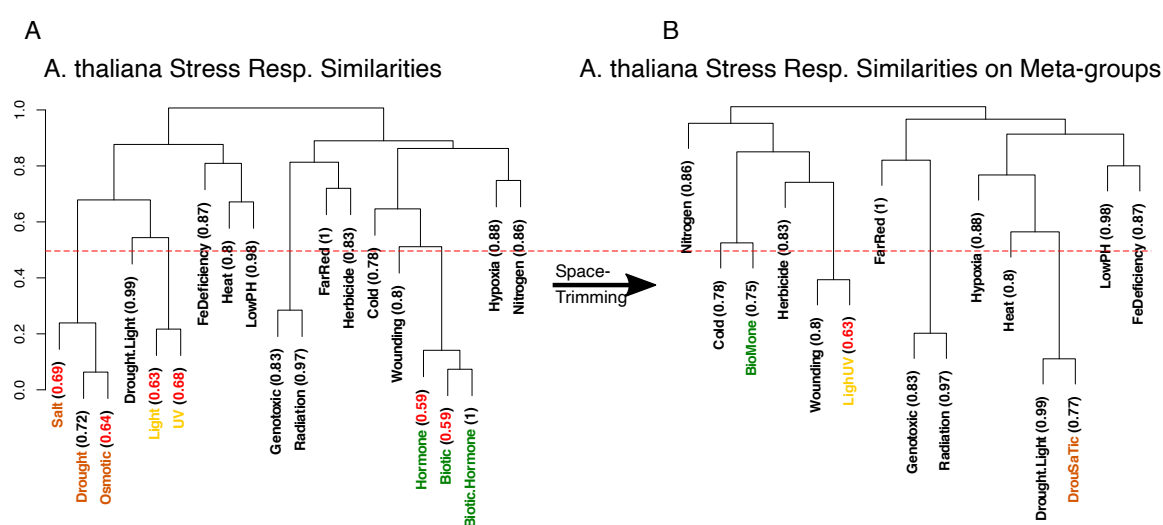 A
B
A. thaliana Stress Resp. Similarities
A. thaliana Stress Resp. Similarities on Meta-groups
1.0
0.8
0.6
0.4
0.2
0.0
Salt (0.69)
Drought (0.72)
Osmotic (0.64)
Drought.Light (0.99)
Light (0.63)
UV (0.68)
FeDeficiency (0.87)
Heat (0.8)
LowPH (0.98)
Genotoxic (0.83)
Radiation (0.97)
FarRed (1)
Herbicide (0.83)
Cold (0.78)
Wounding (0.8)
Hormone (0.59)
Biotic (0.59)
Biotic.Hormone (1)
Hypoxia (0.88)
Nitrogen (0.86)
Space-
Trimming
Nitrogen (0.86)
Cold (0.78)
BioMone (0.75)
Herbicide (0.83)
Wounding (0.8)
LighUV (0.63)
FarRed (1)
Genotoxic (0.83)
Radiation (0.97)
Hypoxia (0.88)
Heat (0.8)
Drought.Light (0.99)
DrouSaTic (0.77)
LowPH (0.98)
FeDeficiency (0.87)